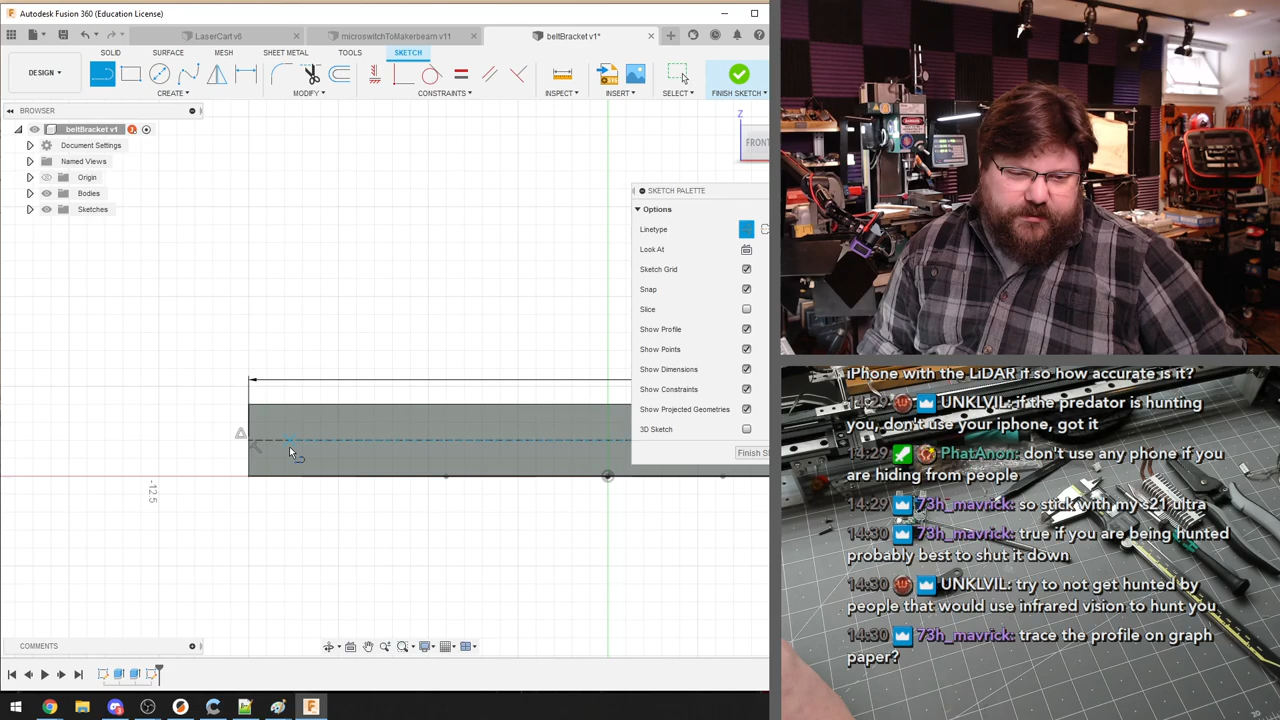 Autodesk Fusion 360 (Education License)
LaserCart v6
microswitchToMakerbeam v11
beltBracket v1*
DESIGN
SOLID SURFACE MESH SHEET METAL TOOLS SKETCH
CREATE MODIFY CONSTRAINTS INSPECT INSERT SELECT FINISH SKETCH
BROWSER
beltBracket v1
Document Settings
Named Views
Origin
Bodies
Sketches
Z
FRONT
SKETCH PALETTE
Options
Linetype
Look At
Sketch Grid
Snap
Slice
Show Profile
Show Points
Show Dimensions
Show Constraints
Show Projected Geometries
3D Sketch
Finish Sk
-12.5
COMMENTS
iPhone with the LiDAR if so how accurate is it?
14:29 UNKLVIL: if the predator is hunting
you, don't use your iphone, got it
14:29 PhatAnon: don't use any phone if you
are hiding from people
14:29 73h_mavrick: so stick with my s21 ultra
14:30 73h_mavrick: true if you are being hunted
probably best to shut it down
14:30 UNKLVIL: try to not get hunted by
people that would use infrared vision to hunt you
14:30 73h_mavrick: trace the profile on graph
paper?